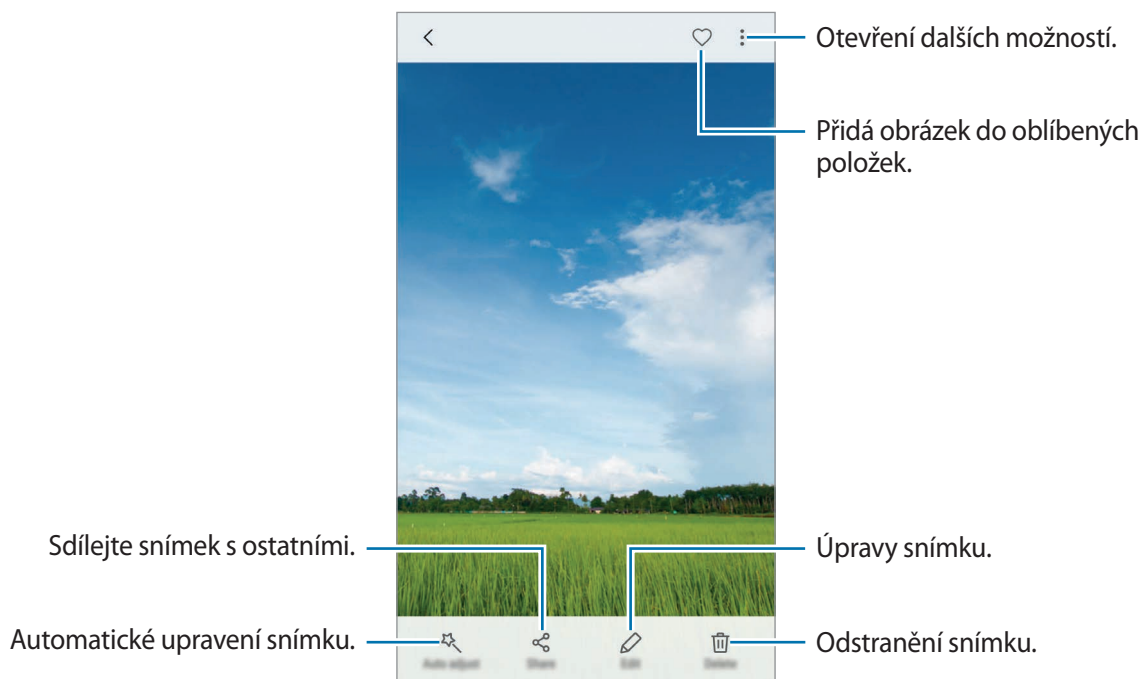 Otevření dalších možností.
Přidá obrázek do oblíbených
položek.
Sdílejte snímek s ostatními.
Úpravy snímku.
Automatické upravení snímku.
Odstranění snímku.
Auto adjust
Share
Edit
Delete